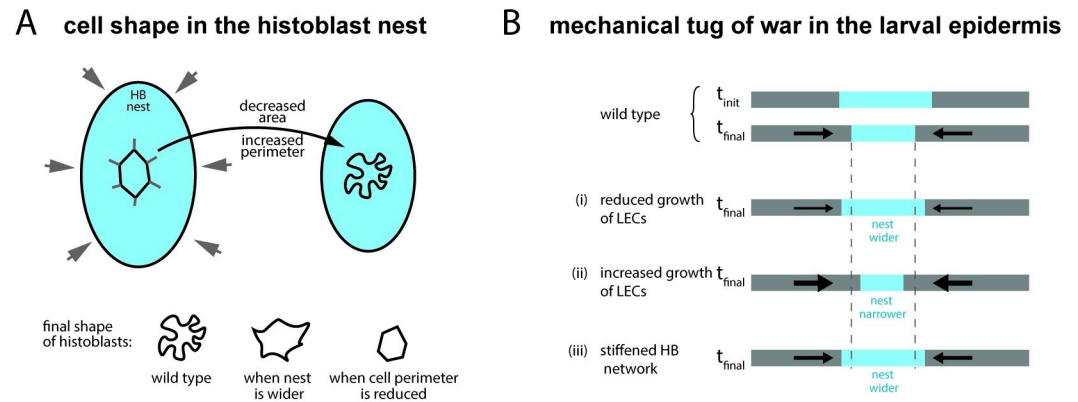 A cell shape in the histoblast nest
HB
nest
decreased
area
increased
perimeter
final shape
of histoblasts:
wild type
when nest
is wider
when cell perimeter
is reduced
B mechanical tug of war in the larval epidermis
wild type
tinit
tfinal
(i) reduced growth
of LECs
tfinal
nest
wider
(ii) increased growth
of LECs
tfinal
nest
narrower
(iii) stiffened HB
network
tfinal
nest
wider